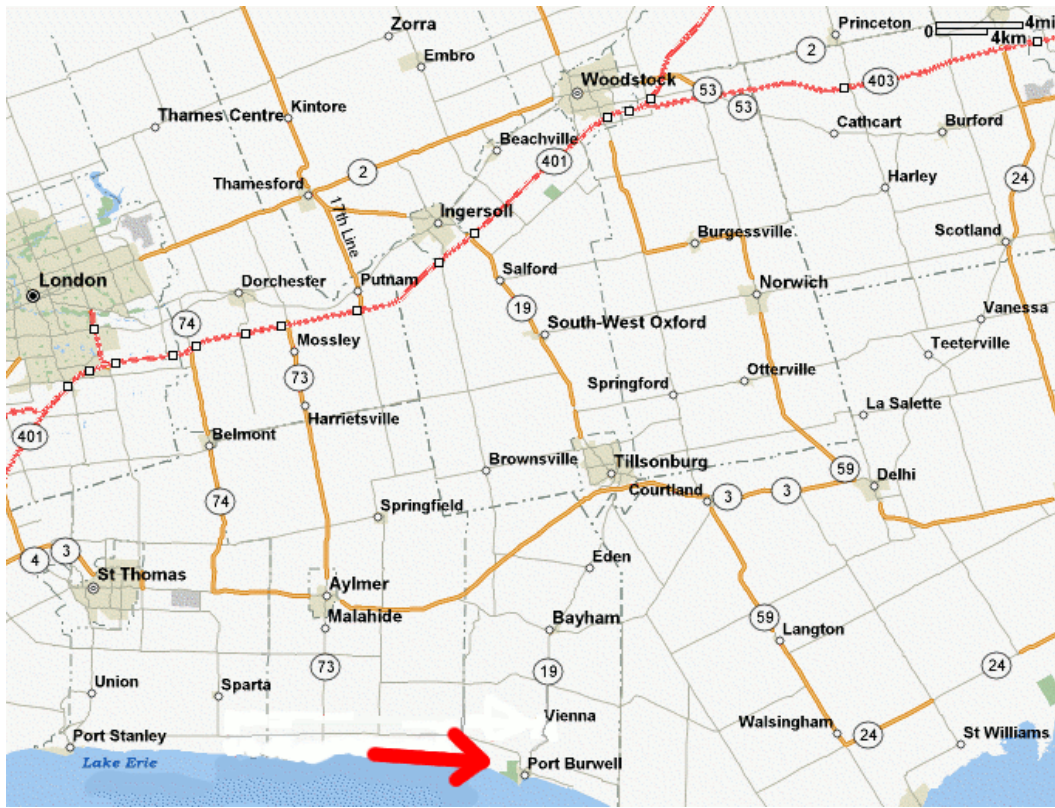 Zorra
Princeton
4mi
0
4km
2
Embro
Woodstock
53
403
53
Kintore
Thames Centre
Cathcart
Burford
Beachville
401
2
Thamesford
Harley
24
17th Line
Ingersoll
Burgessville
Scotland
London
Dorchester
Putnam
Salford
Norwich
19
Vanessa
74
South-West Oxford
Mossley
Teeterville
73
Springford
Otterville
Harrietsville
La Salette
401
Belmont
Brownsville
Tillsonburg
59
Delhi
Courtland
3
3
74
Springfield
4
3
Eden
St Thomas
Aylmer
Malahide
Bayham
59
Langton
73
19
24
Union
Sparta
Vienna
Walsingham
24
St Williams
Port Stanley
Lake Erie
Port Burwell